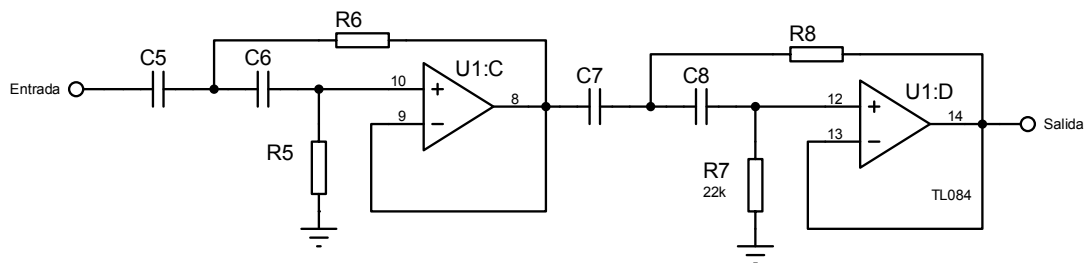 R6
R8
C5
C6
U1:C
C7
C8
U1:D
Entrada
10
9
8
+
−
12
13
14
+
−
Salida
R5
R7
22k
TL084